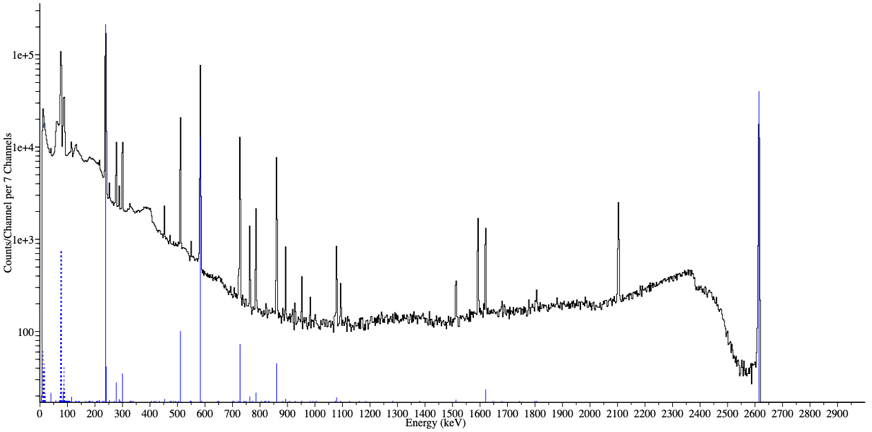 Counts/Channel per 7 Channels
1e+5
1e+4
1e+3
100
0 100 200 300 400 500 600 700 800 900 1000 1100 1200 1300 1400 1500 1600 1700 1800 1900 2000 2100 2200 2300 2400 2500 2600 2700 2800 2900
Energy (keV)